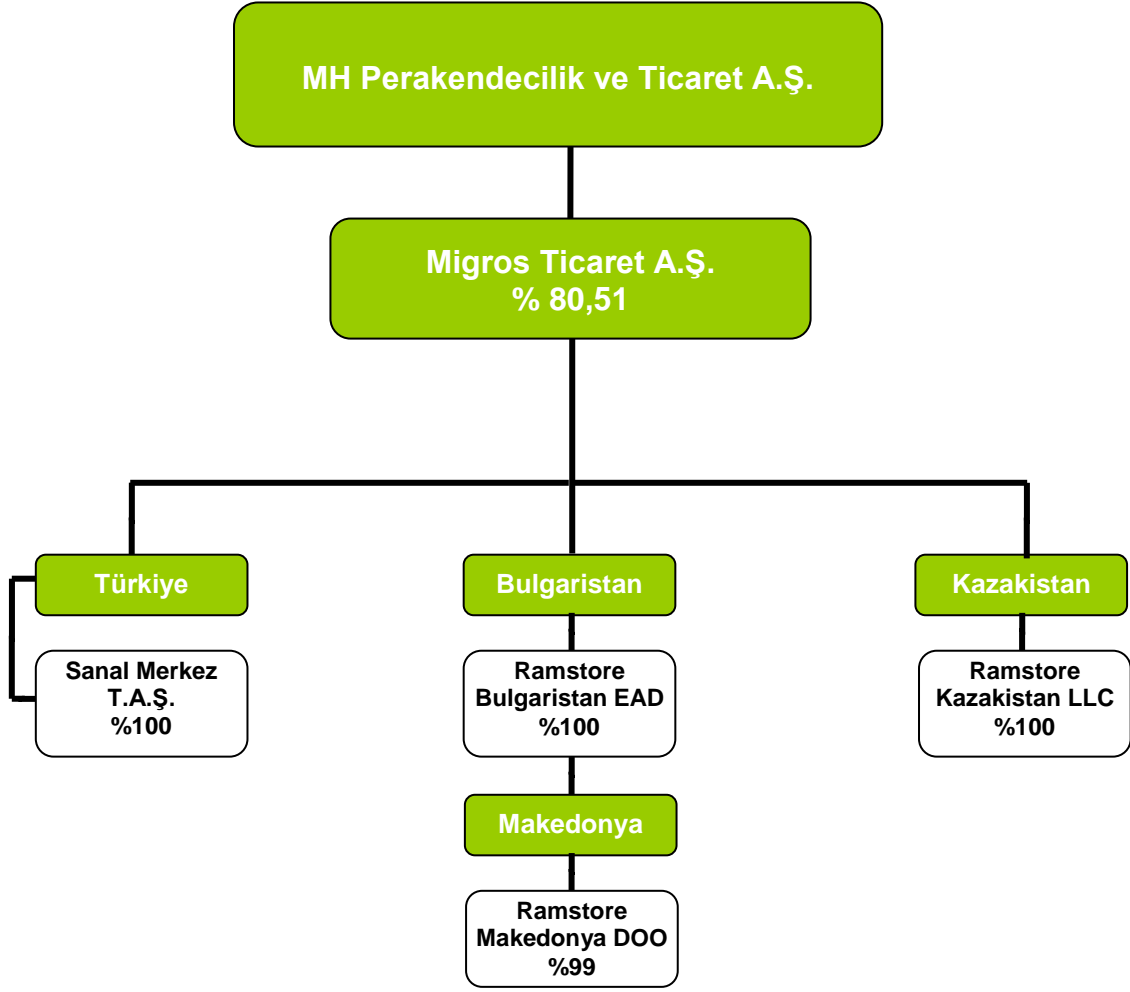 MH Perakendecilik ve Ticaret A.Ş.
Migros Ticaret A.Ş.
% 80,51
Türkiye
Bulgaristan
Kazakistan
Sanal Merkez
T.A.Ş.
%100
Ramstore
Bulgaristan EAD
%100
Ramstore
Kazakistan LLC
%100
Makedonya
Ramstore
Makedonya DOO
%99